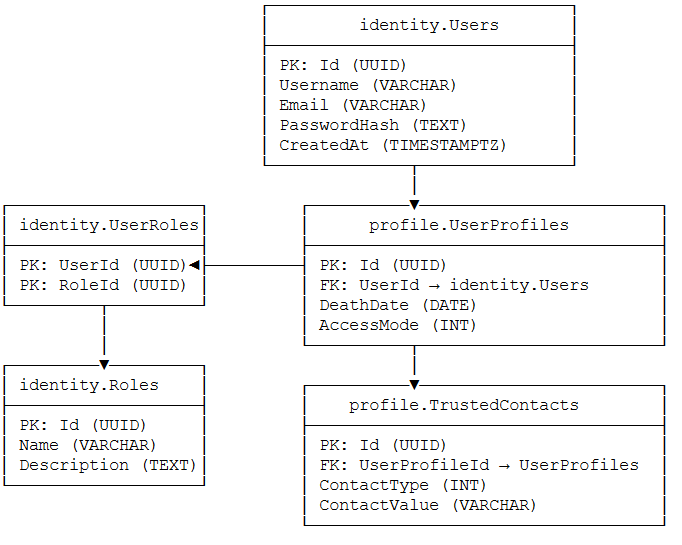 identity.Users
PK: Id (UUID)
Username (VARCHAR)
Email (VARCHAR)
PasswordHash (TEXT)
CreatedAt (TIMESTAMPTZ)
identity.UserRoles
PK: UserId (UUID)
PK: RoleId (UUID)
profile.UserProfiles
PK: Id (UUID)
FK: UserId → identity.Users
DeathDate (DATE)
AccessMode (INT)
identity.Roles
PK: Id (UUID)
Name (VARCHAR)
Description (TEXT)
profile.TrustedContacts
PK: Id (UUID)
FK: UserProfileId → UserProfiles
ContactType (INT)
ContactValue (VARCHAR)